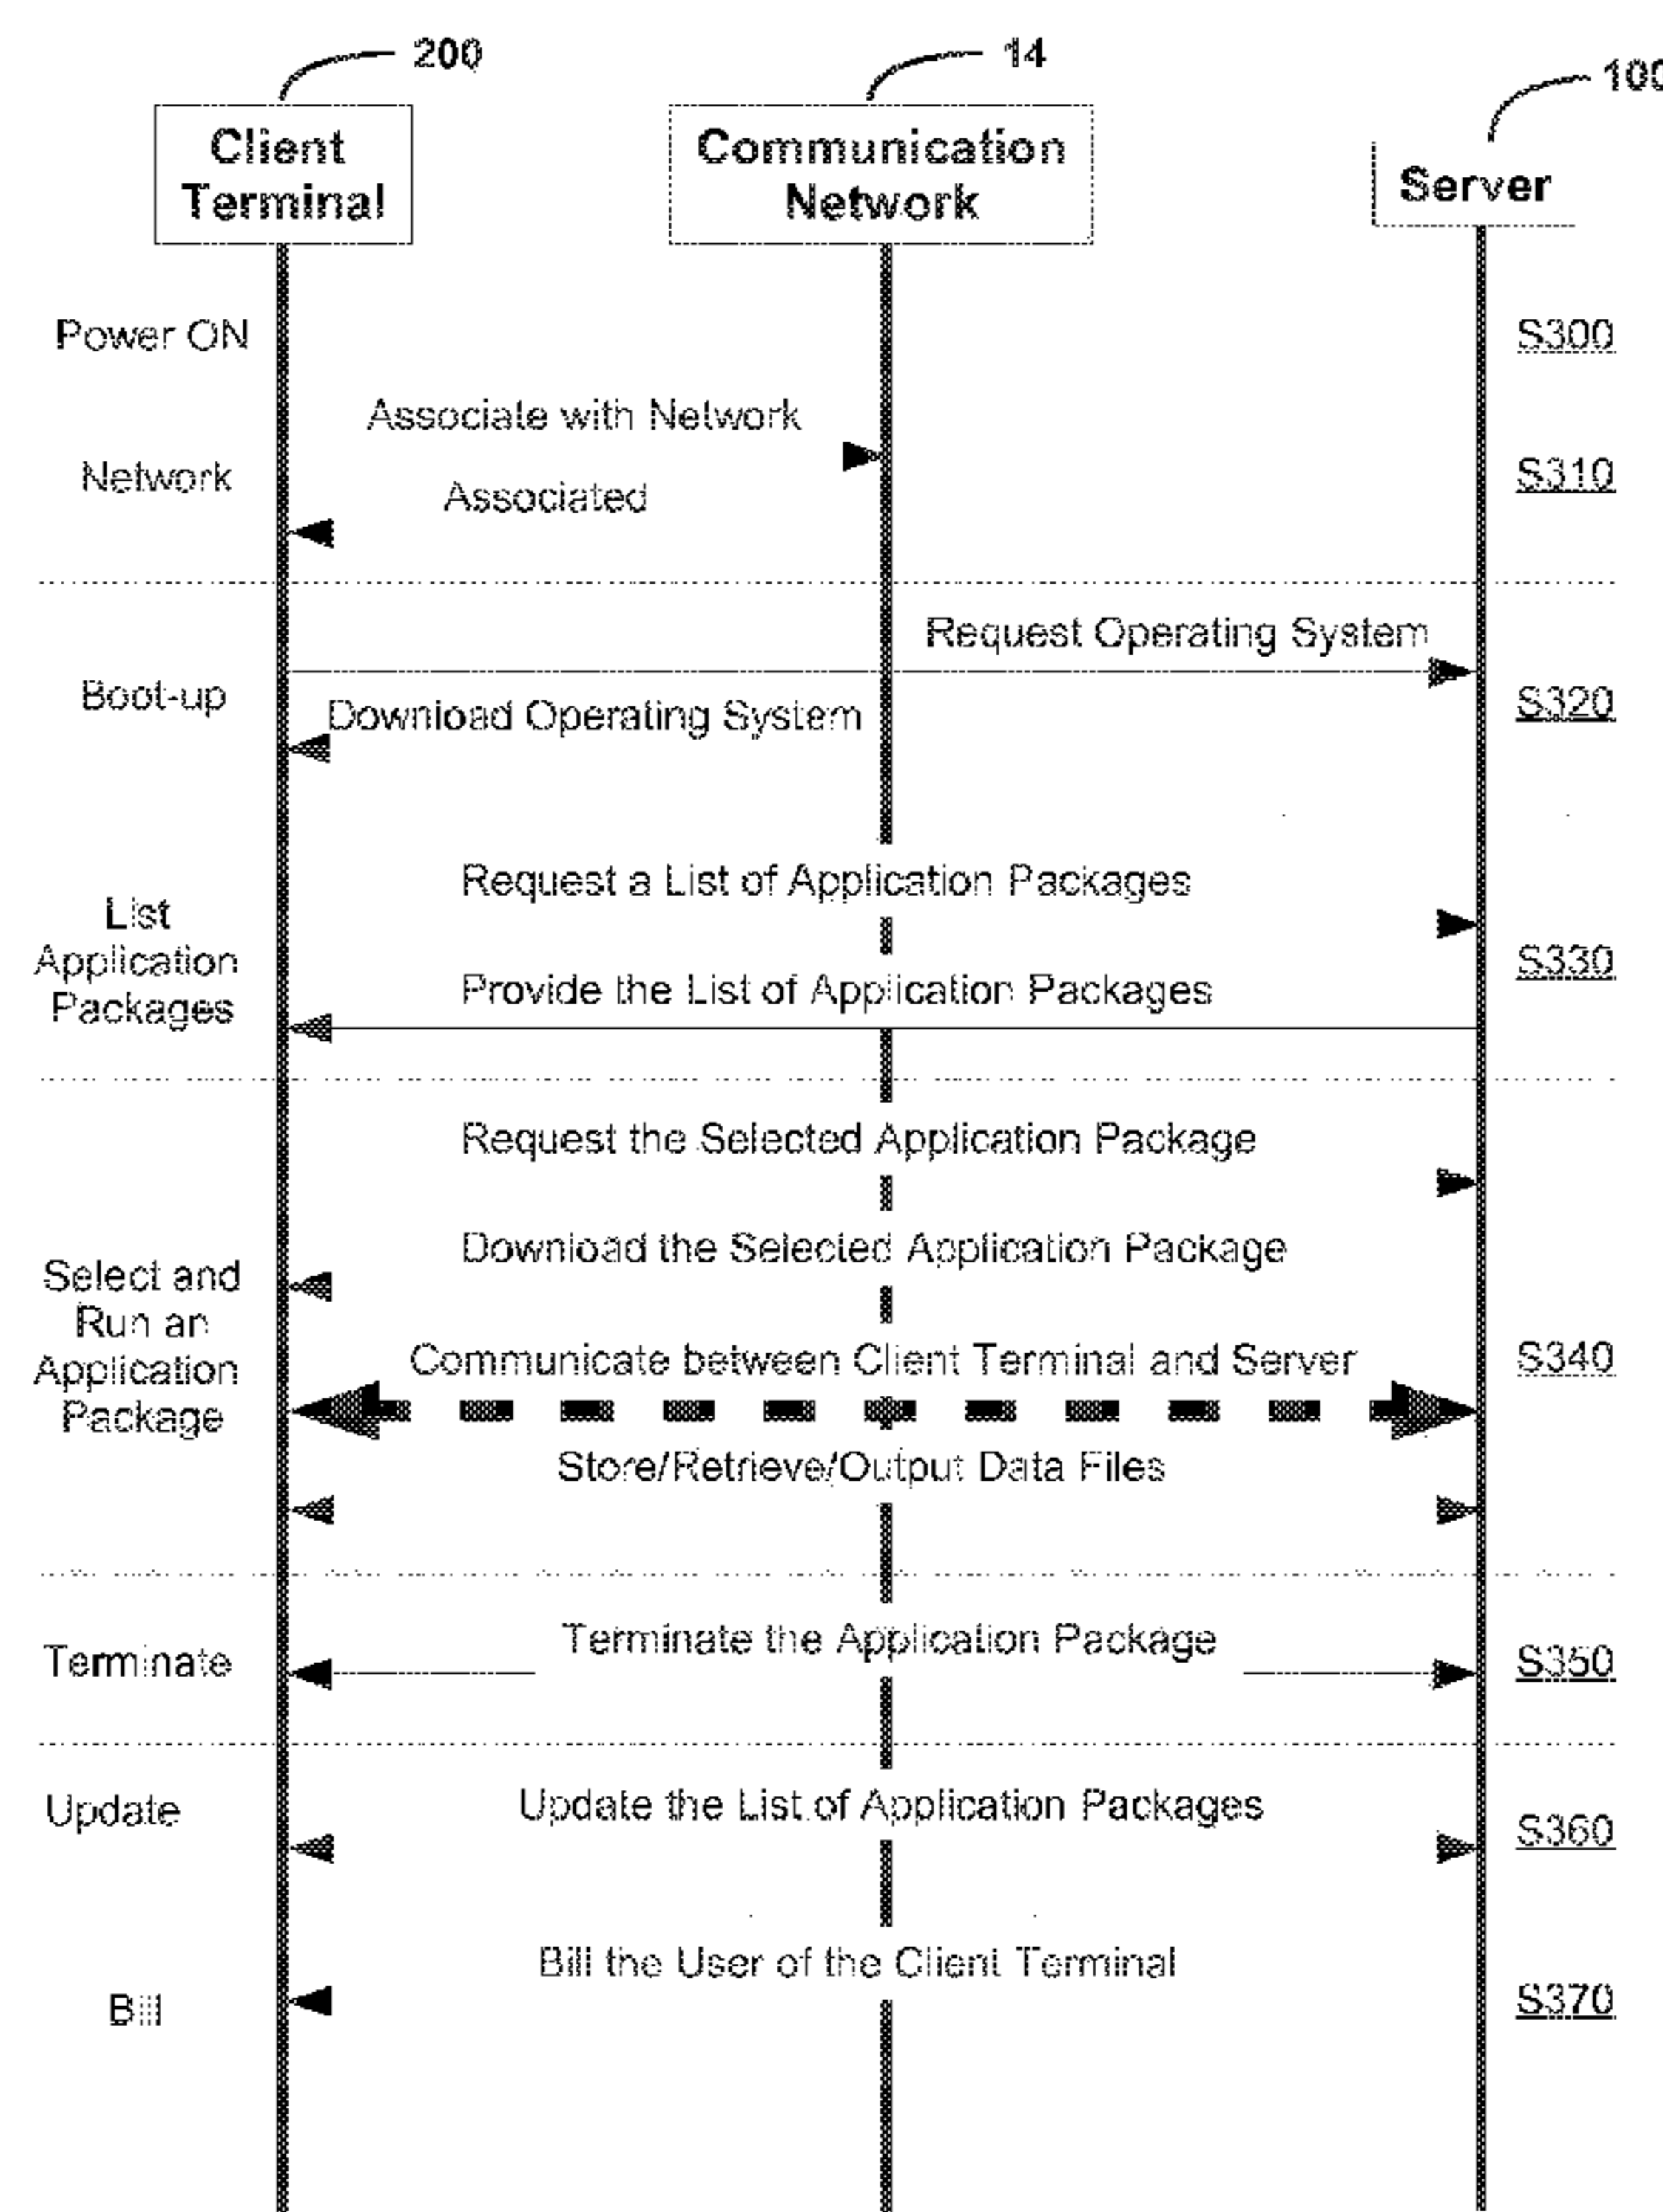 200
14
100
Client
Terminal
Communication
Network
Server
Power ON
S300
Associate with Network
Network
S310
Associated
Request Operating System
Boot-up
S320
Download Operating System
Request a List of Application Packages
List
Application
Packages
S330
Provide the List of Application Packages
Request the Selected Application Package
Download the Selected Application Package
Select and
Run an
Application
Package
Communicate between Client Terminal and Server
S340
Store/Retrieve/Output Data Files
Terminate the Application Package
Terminate
S350
Update the List of Application Packages
Update
S360
Bill the User of the Client Terminal
Bill
S370